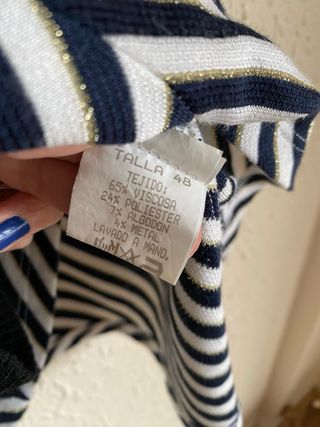 TALLA 48
TEJIDO:
65% VISCOSA
24% POLIESTER
7% ALGODON
4% METAL
LAVADO A MANO,